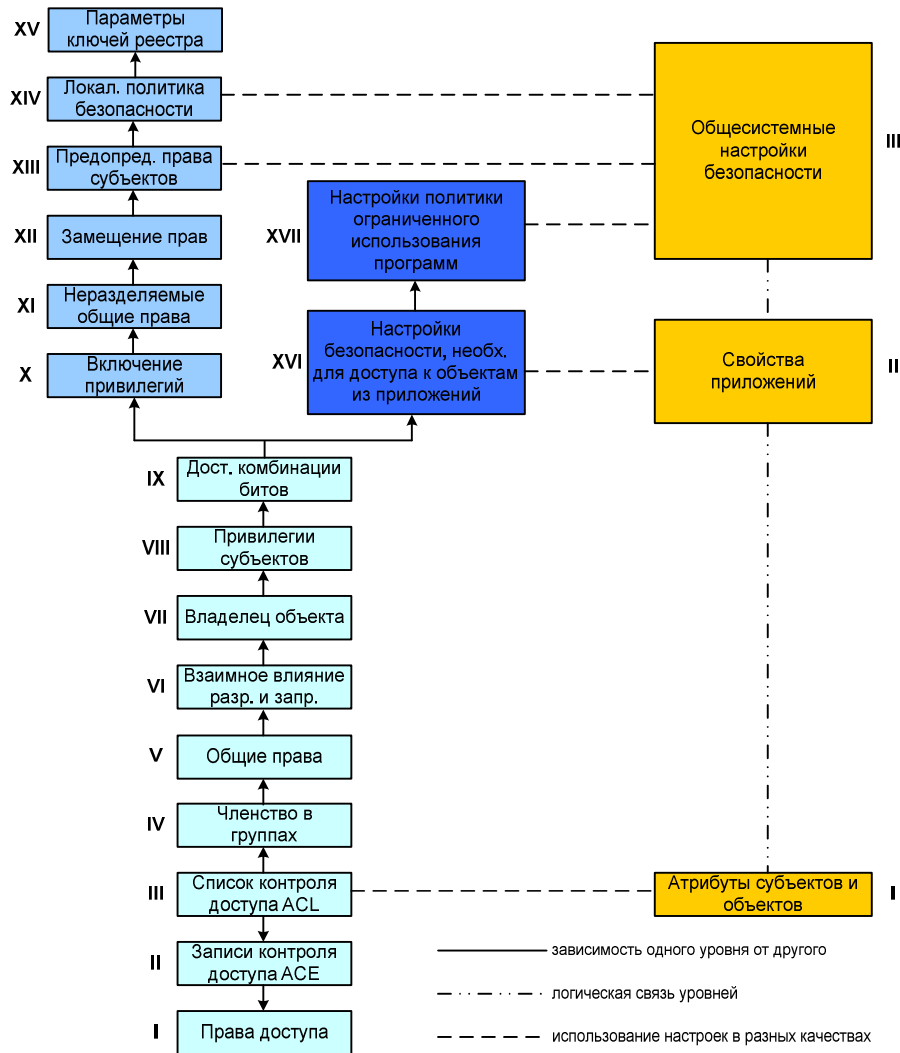 XV
Параметры
ключей реестра
XIV
Локал. политика
безопасности
XIII
Предопред. права
субъектов
XII
Замещение прав
XI
Неразделяемые
общие права
X
Включение
привилегий
XVII
Настройки политики
ограниченного
использования
программ
XVI
Настройки
безопасности, необх.
для доступа к объектам
из приложений
Общесистемные
настройки
безопасности
III
Свойства
приложений
II
IX
Дост. комбинации
битов
VIII
Привилегии
субъектов
VII
Владелец объекта
VI
Взаимное влияние
разр. и запр.
V
Общие права
IV
Членство в
группах
III
Список контроля
доступа ACL
Атрибуты субъектов и
объектов
I
II
Записи контроля
доступа ACE
I
Права доступа
зависимость одного уровня от другого
логическая связь уровней
использование настроек в разных качествах